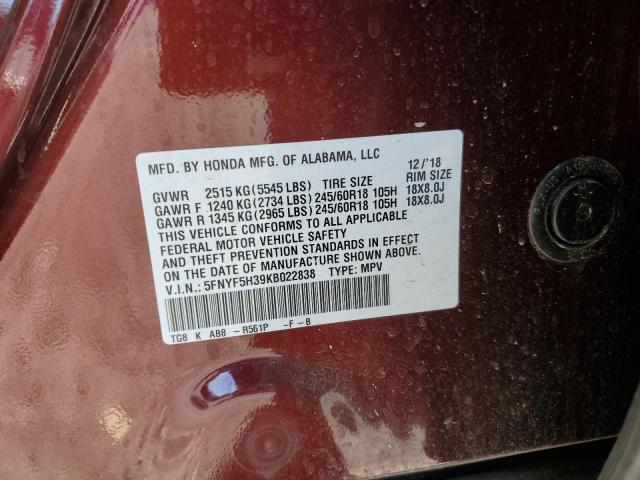 MFD. BY HONDA MFG. OF ALABAMA, LLC 12/'18
GVWR 2515 KG (5545 LBS) TIRE SIZE RIM SIZE
GAWR F 1240 KG (2734 LBS) 245/60R18 105H 18X8.0J
GAWR R 1345 KG (2965 LBS) 245/60R18 105H 18X8.0J
THIS VEHICLE CONFORMS TO ALL APPLICABLE
FEDERAL MOTOR VEHICLE SAFETY
AND THEFT PREVENTION STANDARDS IN EFFECT
ON THE DATE OF MANUFACTURE SHOWN ABOVE.
V.I.N.: 5FNYF5H39KB022838 TYPE: MPV
TG8 K AB8 - R561P -F - B